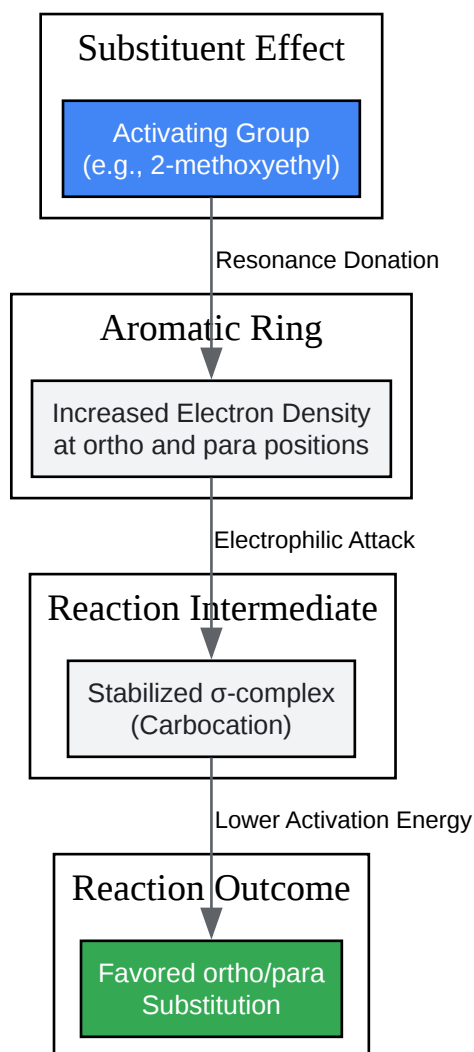 Substituent Effect
Activating Group
(e.g., 2-methoxyethyl)
Resonance Donation
Aromatic Ring
Increased Electron Density
at ortho and para positions
Electrophilic Attack
Reaction Intermediate
Stabilized σ-complex
(Carbocation)
Lower Activation Energy
Reaction Outcome
Favored ortho/para
Substitution